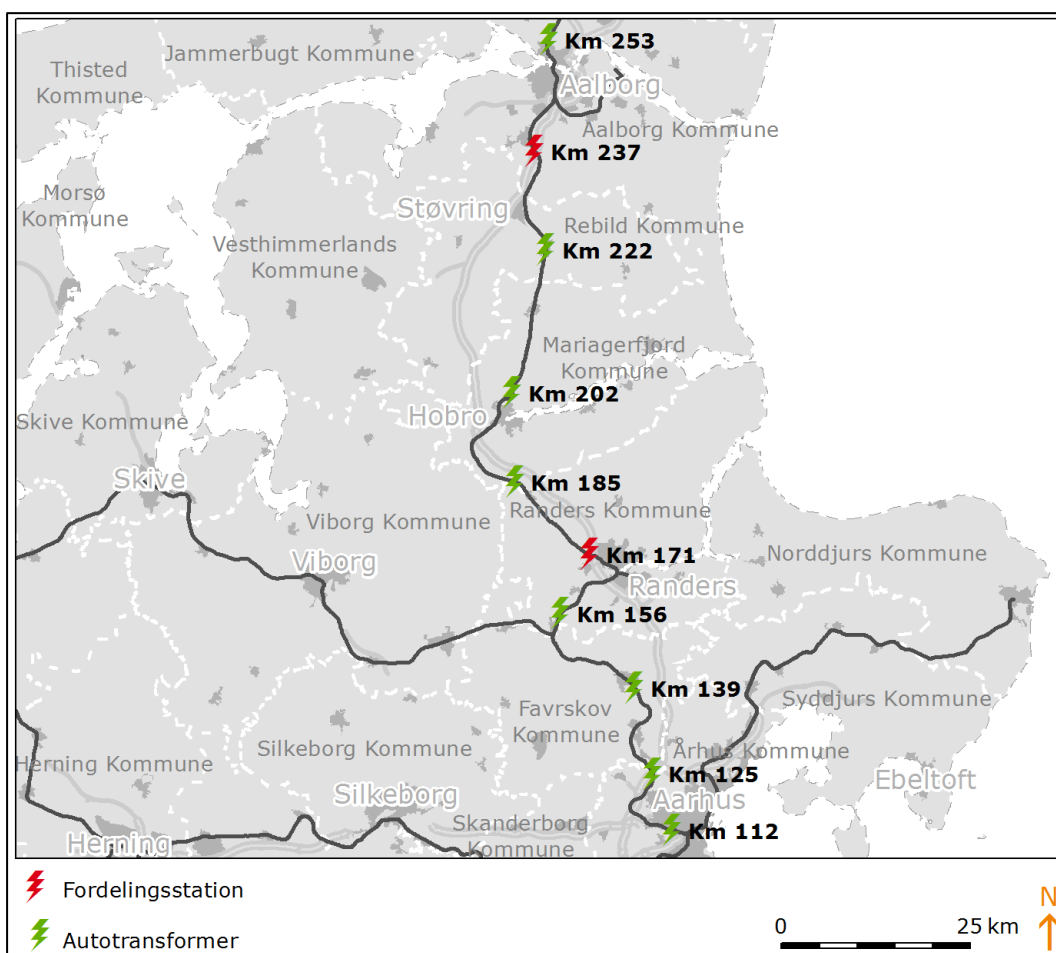 Km 253
Jammerbugt Kommune
Thisted
Kommune
Aalborg
Aalborg Kommune
Km 237
Morsø
Kommune
Støvring
Rebild Kommune
Vesthimmerlands
Kommune
Km 222
Mariagerfjord
Kommune
Km 202
Hobro
Skive Kommune
Skive
Km 185
Randers Kommune
Viborg Kommune
Km 171
Norddjurs Kommune
Viborg
Randers
Km 156
Km 139
Syddjurs Kommune
Favrskov
Kommune
Silkeborg Kommune
Århus Kommune
Herning Kommune
Km 125
Ebeltoft
Silkeborg
Aarhus
Skanderborg
Kommune
Km 112
Herning
Fordelingsstation
Autotransformer
0 25 km
N